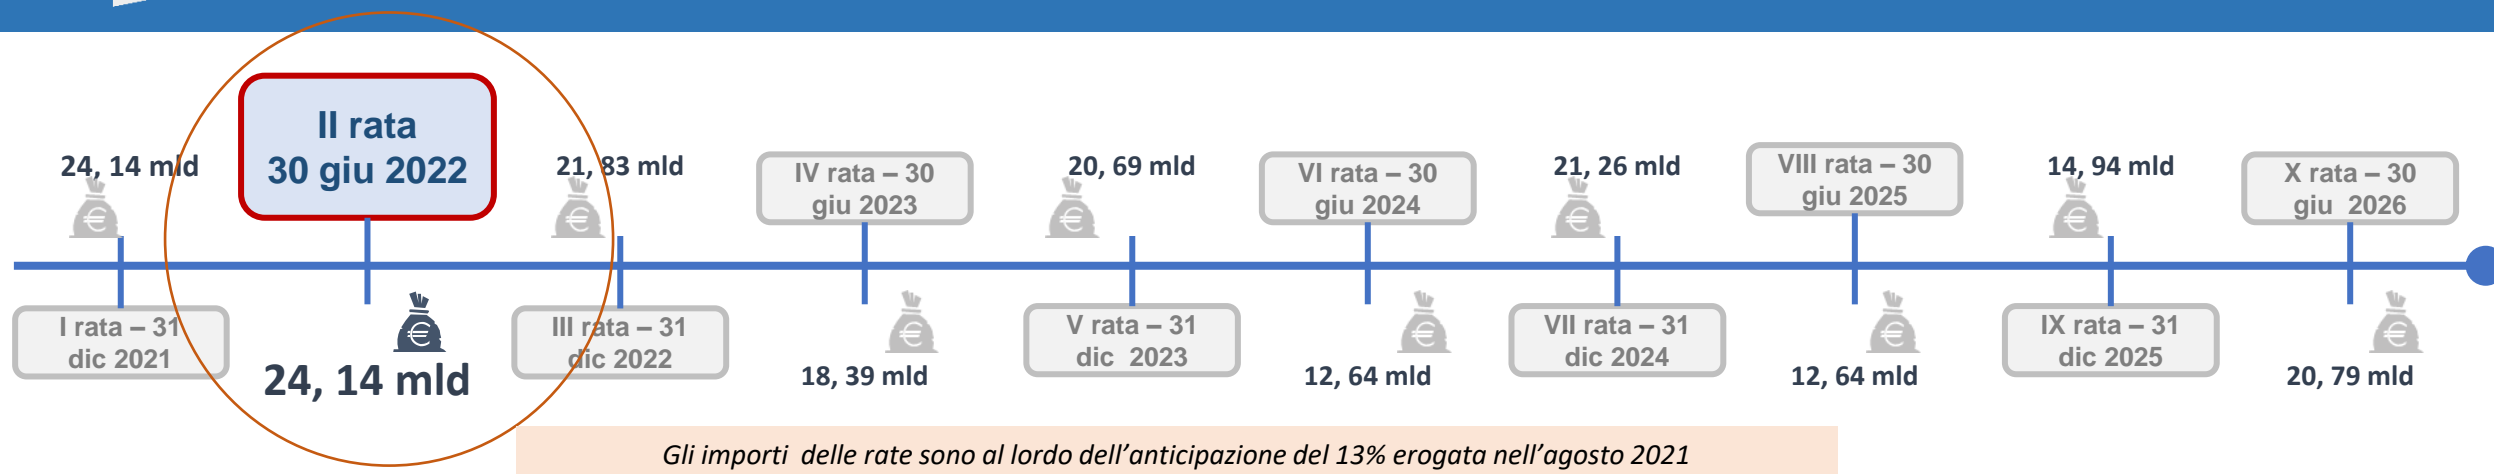 24, 14 mld
I rata – 31
dic 2021
II rata
30 giu 2022
24, 14 mld
21, 83 mld
III rata – 31
dic 2022
IV rata – 30
giu 2023
18, 39 mld
20, 69 mld
V rata – 31
dic 2023
VI rata – 30
giu 2024
12, 64 mld
21, 26 mld
VII rata – 31
dic 2024
VIII rata – 30
giu 2025
12, 64 mld
14, 94 mld
IX rata – 31
dic 2025
X rata – 30
giu 2026
20, 79 mld
Gli importi delle rate sono al lordo dell’anticipazione del 13% erogata nell’agosto 2021